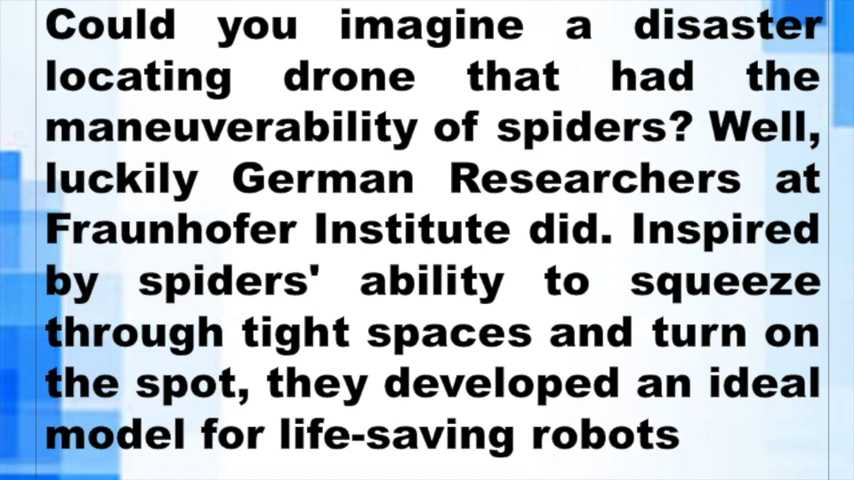 Could you imagine a disaster
locating drone that had the
maneuverability of spiders? Well,
luckily German Researchers at
Fraunhofer Institute did. Inspired
by spiders' ability to squeeze
through tight spaces and turn on
the spot, they developed an ideal
model for life-saving robots